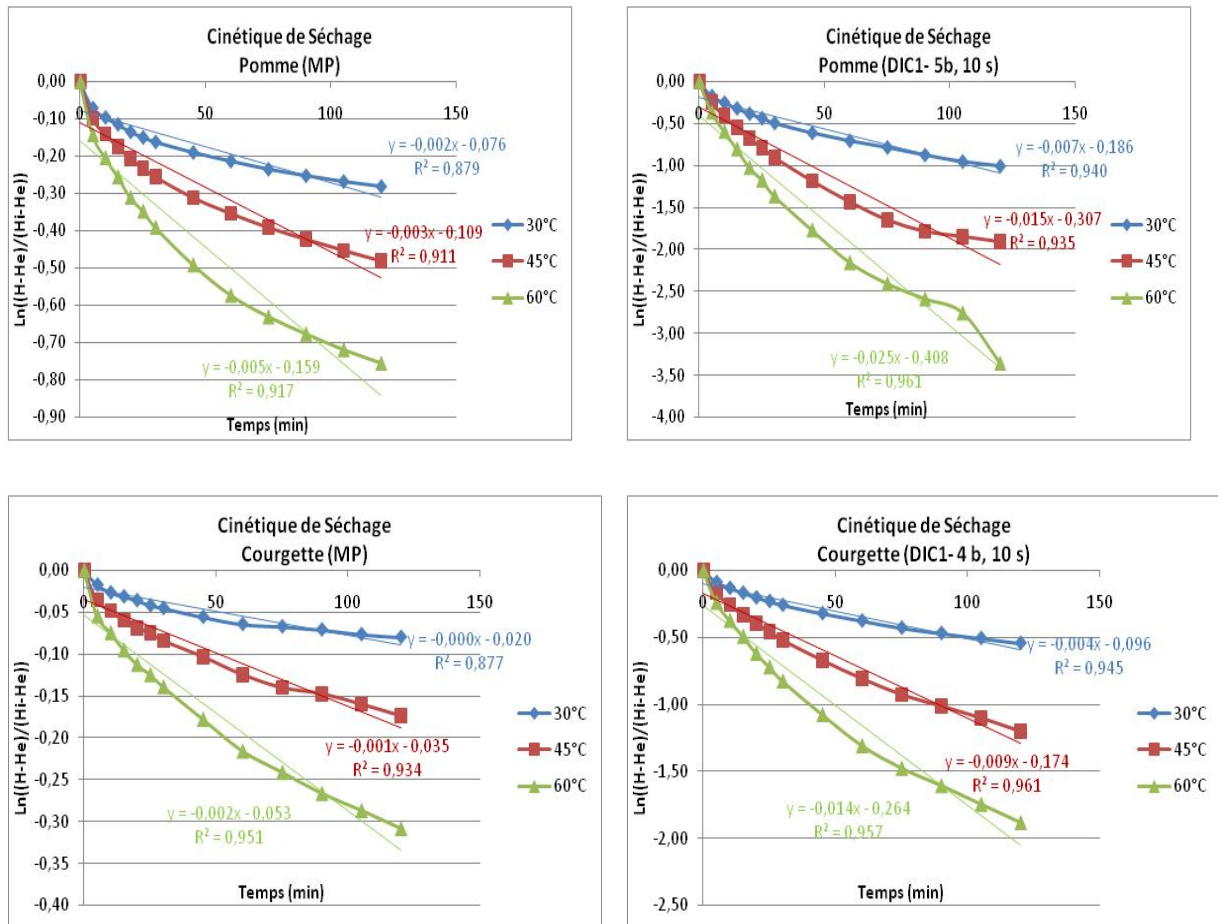 Cinétique de Séchage
Pomme (MP)
0,00
-0,10
-0,20
-0,30
-0,40
-0,50
-0,60
-0,70
-0,80
-0,90
0
50
100
150
Ln((H-He)/(Hi-He))
Temps (min)
y = -0,002x - 0,076
R² = 0,879
y = -0,003x - 0,109
R² = 0,911
y = -0,005x - 0,159
R² = 0,917
30°C
45°C
60°C
Cinétique de Séchage
Pomme (DIC1- 5b, 10 s)
0,00
-0,50
-1,00
-1,50
-2,00
-2,50
-3,00
-3,50
-4,00
0
50
100
150
Ln((H-He)/(Hi-He))
Temps (min)
y = -0,007x - 0,186
R² = 0,940
y = -0,015x - 0,307
R² = 0,935
y = -0,025x - 0,408
R² = 0,961
30°C
45°C
60°C
Cinétique de Séchage
Courgette (MP)
0,00
-0,05
-0,10
-0,15
-0,20
-0,25
-0,30
-0,35
-0,40
0
50
100
150
Ln((H-He)/(Hi-He))
Temps (min)
y = -0,000x - 0,020
R² = 0,877
y = -0,001x - 0,035
R² = 0,934
y = -0,002x - 0,053
R² = 0,951
30°C
45°C
60°C
Cinétique de Séchage
Courgette (DIC1- 4 b, 10 s)
0,00
-0,50
-1,00
-1,50
-2,00
-2,50
0
50
100
150
Ln((H-He)/(Hi-He))
Temps (min)
y = -0,004x - 0,096
R² = 0,945
y = -0,009x - 0,174
R² = 0,961
y = -0,014x - 0,264
R² = 0,957
30°C
45°C
60°C